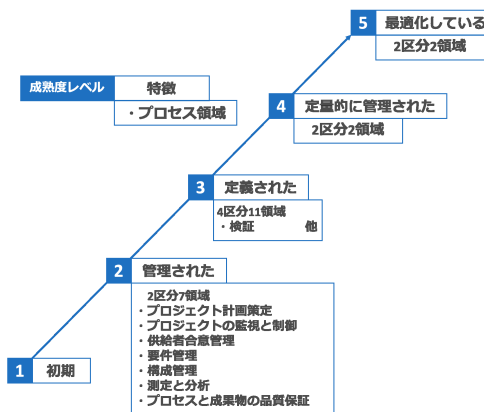 5 最適化している
2区分2領域
成熟度レベル 特徴
・プロセス領域
4 定量的に管理された
2区分2領域
3 定義された
4区分11領域
・検証 他
2 管理された
2区分7領域
・プロジェクト計画策定
・プロジェクトの監視と制御
・供給者合意管理
・要件管理
・構成管理
・測定と分析
・プロセスと成果物の品質保証
1 初期